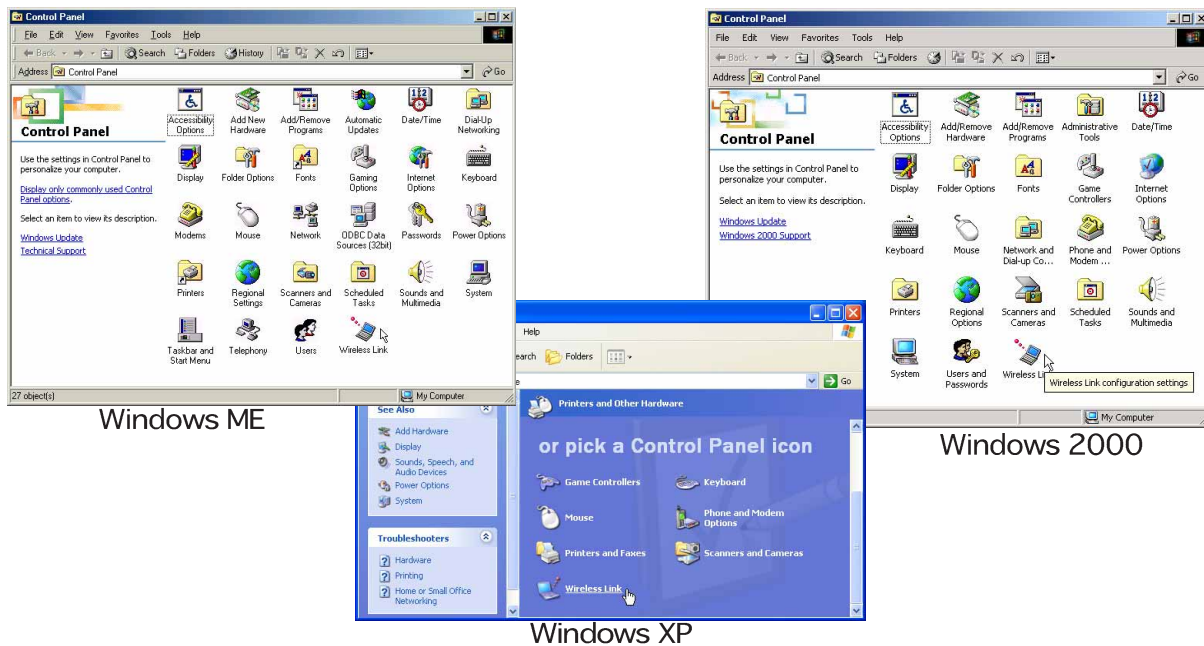 Control Panel
File Edit View Favorites Tools Help
Back Search Folders History
Address Control Panel Go
Control Panel
Use the settings in Control Panel to
personalize your computer.
Display only commonly used Control
Panel options.
Select an item to view its description.
Windows Update
Technical Support
Accessibility
Options
Add New
Hardware
Add/Remove
Programs
Automatic
Updates
Date/Time
Dial-Up
Networking
Display
Folder Options
Fonts
Gaming
Options
Internet
Options
Keyboard
Modems
Mouse
Network
ODBC Data
Sources (32bit)
Passwords
Power Options
Printers
Regional
Settings
Scanners and
Cameras
Scheduled
Tasks
Sounds and
Multimedia
System
Taskbar and
Start Menu
Telephony
Users
Wireless Link
27 object(s) My Computer
Windows ME
Control Panel
File Edit View Favorites Tools Help
Back Search Folders
Address Control Panel Go
Control Panel
Use the settings in Control Panel to
personalize your computer.
Select an item to view its description.
Windows Update
Windows 2000 Support
Accessibility
Options
Add/Remove
Hardware
Add/Remove
Programs
Administrative
Tools
Date/Time
Display
Folder Options
Fonts
Game
Controllers
Internet
Options
Keyboard
Mouse
Network and
Dial-up Co...
Phone and
Modem ...
Power Options
Printers
Regional
Options
Scanners and
Cameras
Scheduled
Tasks
Sounds and
Multimedia
System
Users and
Passwords
Wireless
Wireless Link configuration settings
My Computer
Windows 2000
Help
earch Folders
e Go
See Also
Add Hardware
Display
Sounds, Speech, and
Audio Devices
Power Options
System
Troubleshooters
Hardware
Printing
Home or Small Office
Networking
Printers and Other Hardware
or pick a Control Panel icon
Game Controllers
Keyboard
Mouse
Phone and Modem
Options
Printers and Faxes
Scanners and Cameras
Wireless Link
Windows XP